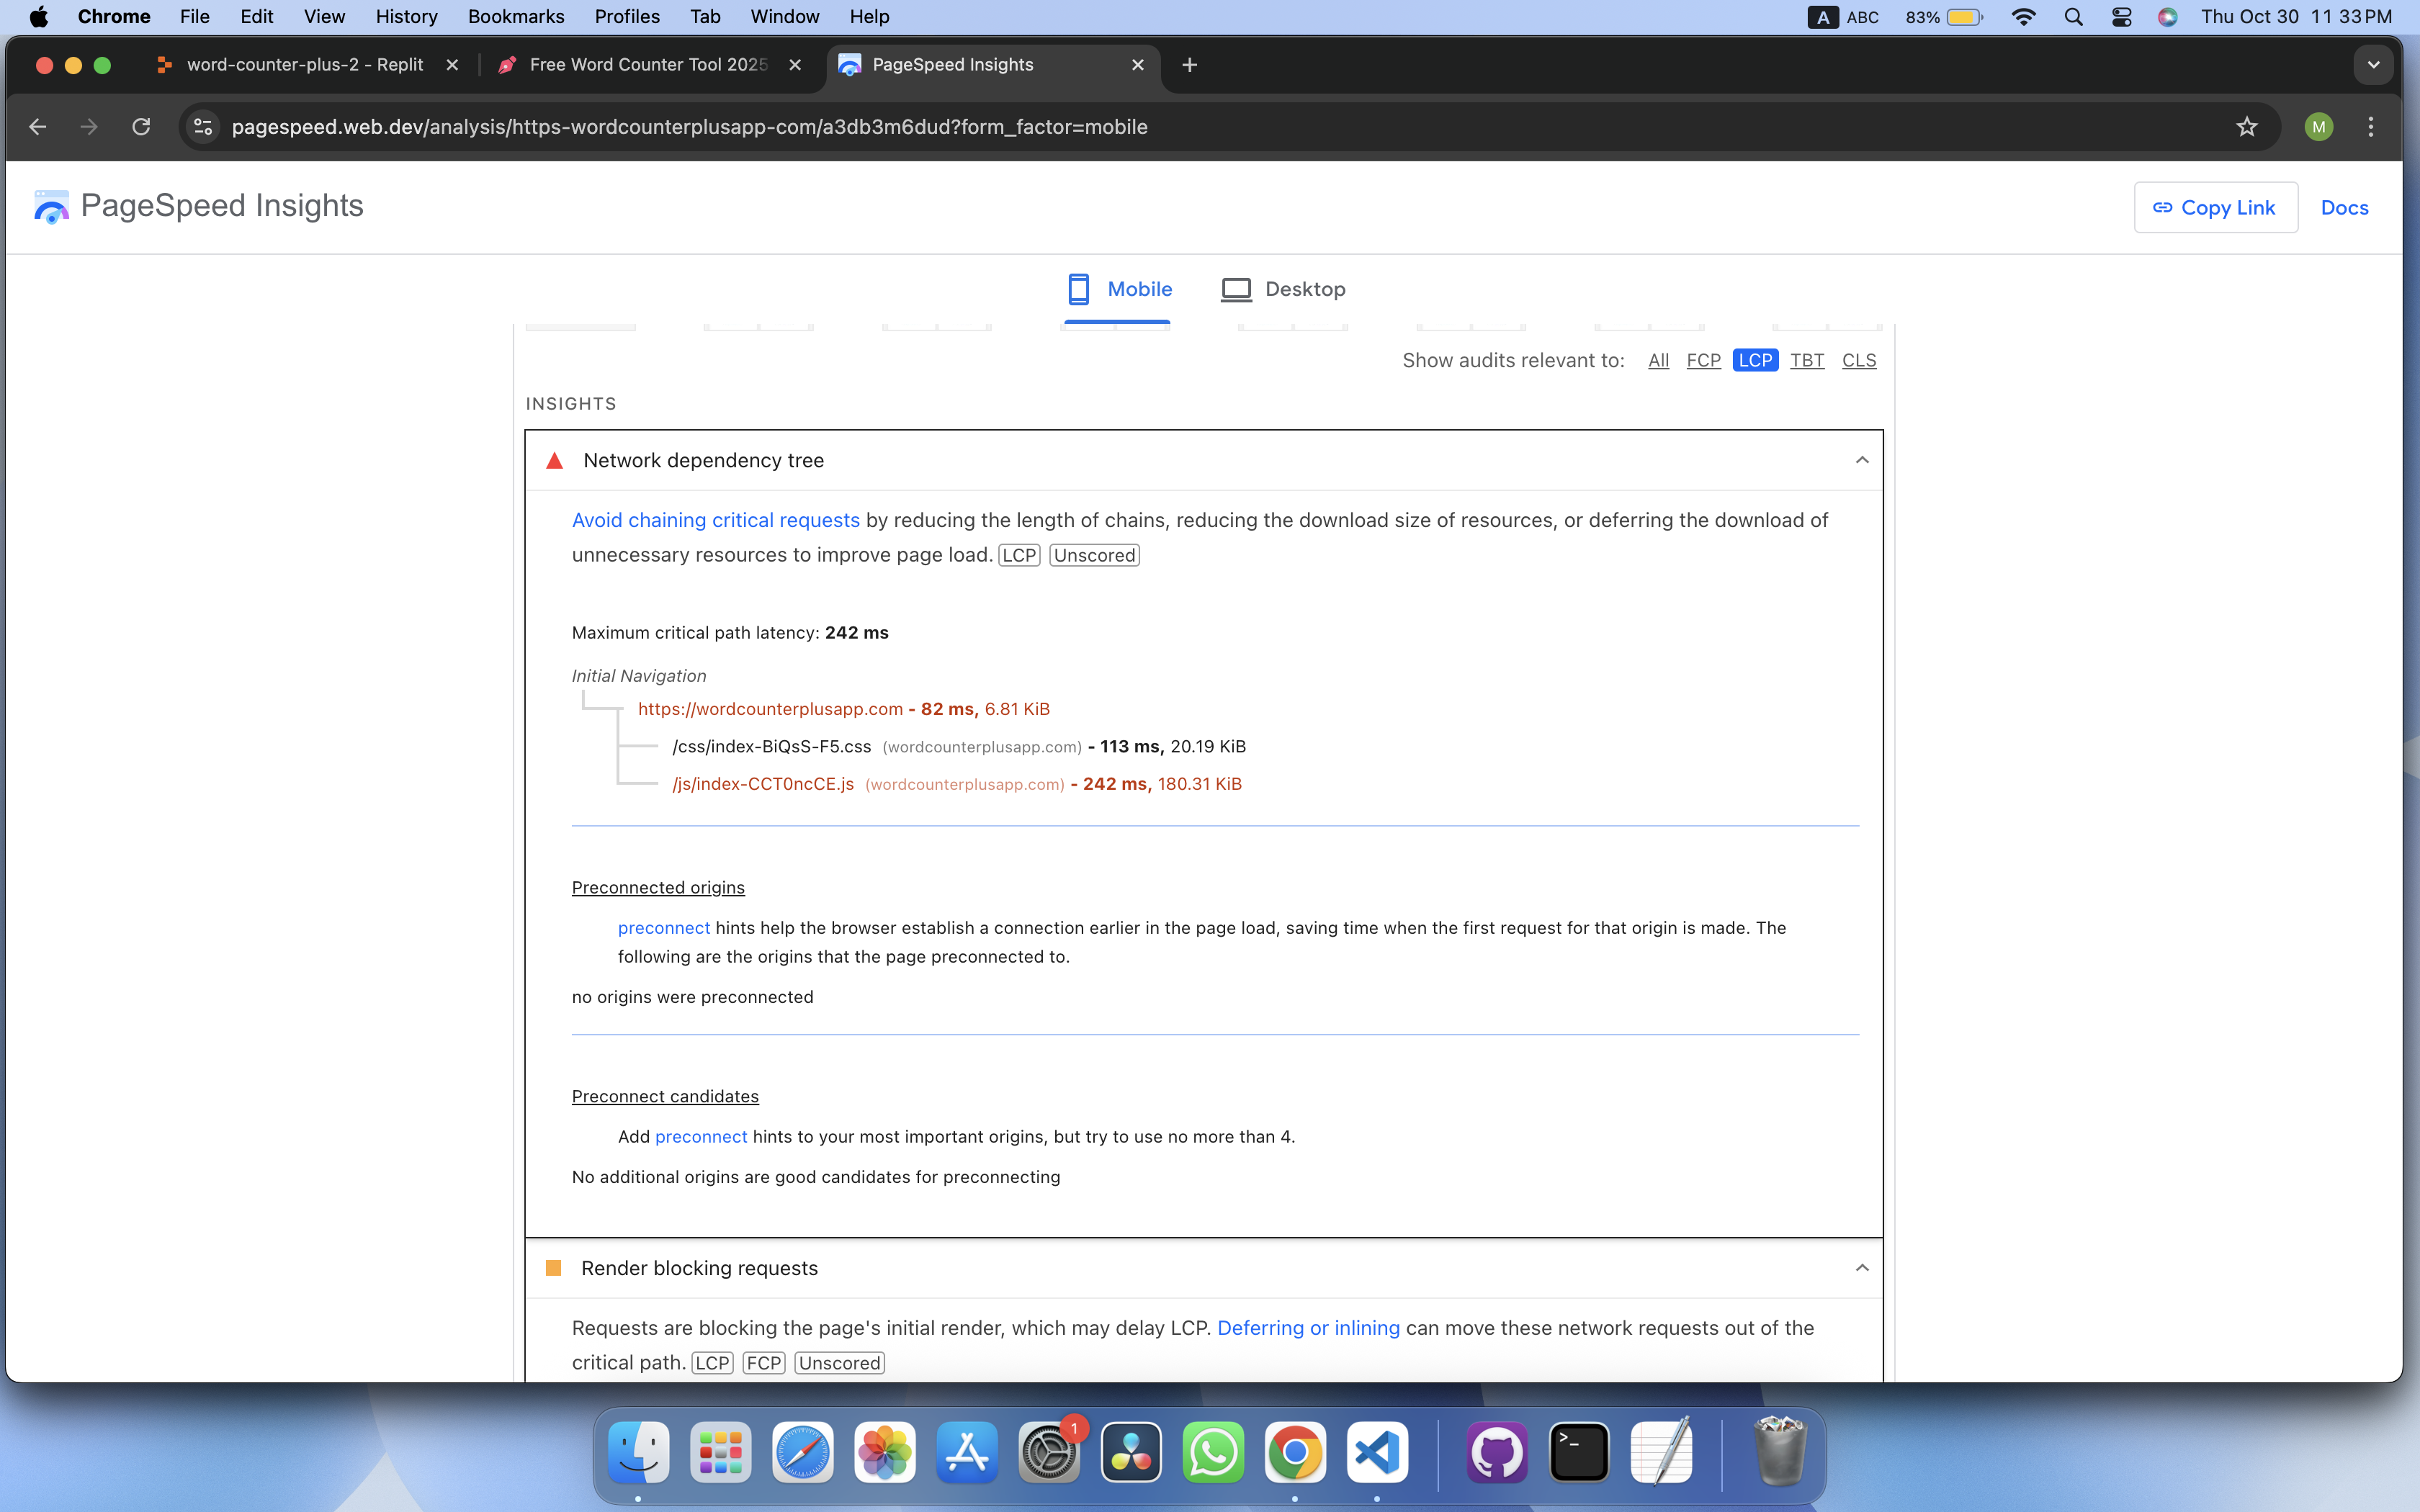 Chrome File Edit View History Bookmarks Profiles Tab Window Help A ABC 83% Thu Oct 30 11 33 PM
word-counter-plus-2 - Replit Free Word Counter Tool 2025 PageSpeed Insights
pagespeed.web.dev/analysis/https-wordcounterplusapp-com/a3db3m6dud?form_factor=mobile M
PageSpeed Insights Copy Link Docs
Mobile Desktop
Show audits relevant to: All FCP LCP TBT CLS
INSIGHTS
Network dependency tree
Avoid chaining critical requests by reducing the length of chains, reducing the download size of resources, or deferring the download of
unnecessary resources to improve page load. LCP Unscored
Maximum critical path latency: 242 ms
Initial Navigation
https://wordcounterplusapp.com - 82 ms, 6.81 KiB
/css/index-BiQsS-F5.css (wordcounterplusapp.com) - 113 ms, 20.19 KiB
/js/index-CCT0ncCE.js (wordcounterplusapp.com) - 242 ms, 180.31 KiB
Preconnected origins
preconnect hints help the browser establish a connection earlier in the page load, saving time when the first request for that origin is made. The
following are the origins that the page preconnected to.
no origins were preconnected
Preconnect candidates
Add preconnect hints to your most important origins, but try to use no more than 4.
No additional origins are good candidates for preconnecting
Render blocking requests
Requests are blocking the page's initial render, which may delay LCP. Deferring or inlining can move these network requests out of the
critical path. LCP FCP Unscored
1
>_